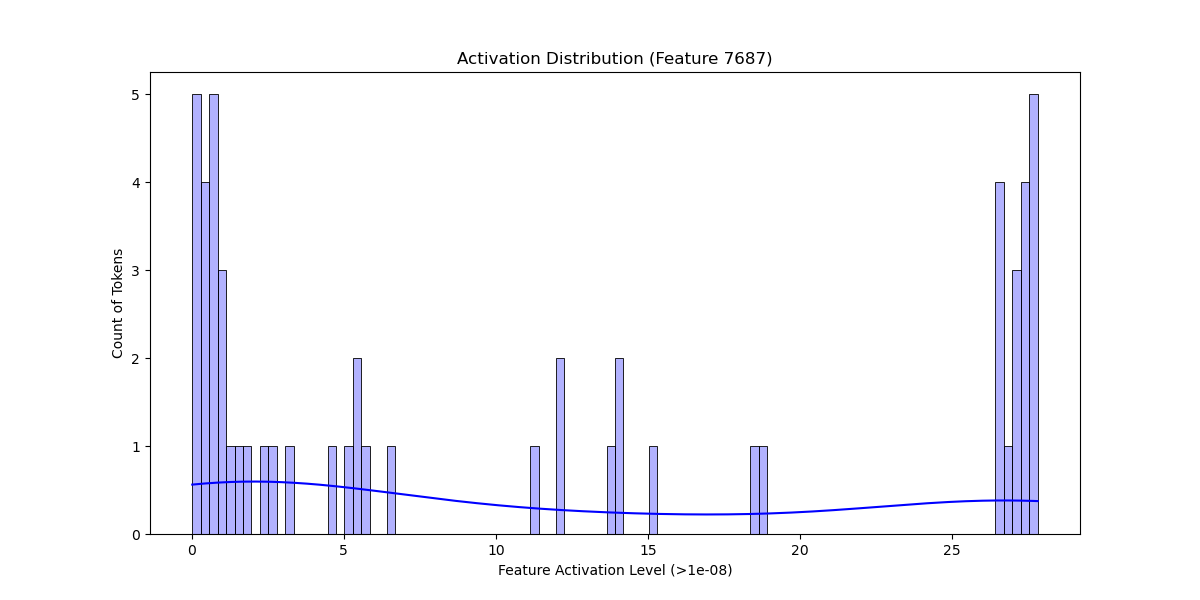 Activation Distribution (Feature 7687)
5
4
3
2
1
0
Count of Tokens
0 5 10 15 20 25
Feature Activation Level (>1e-08)